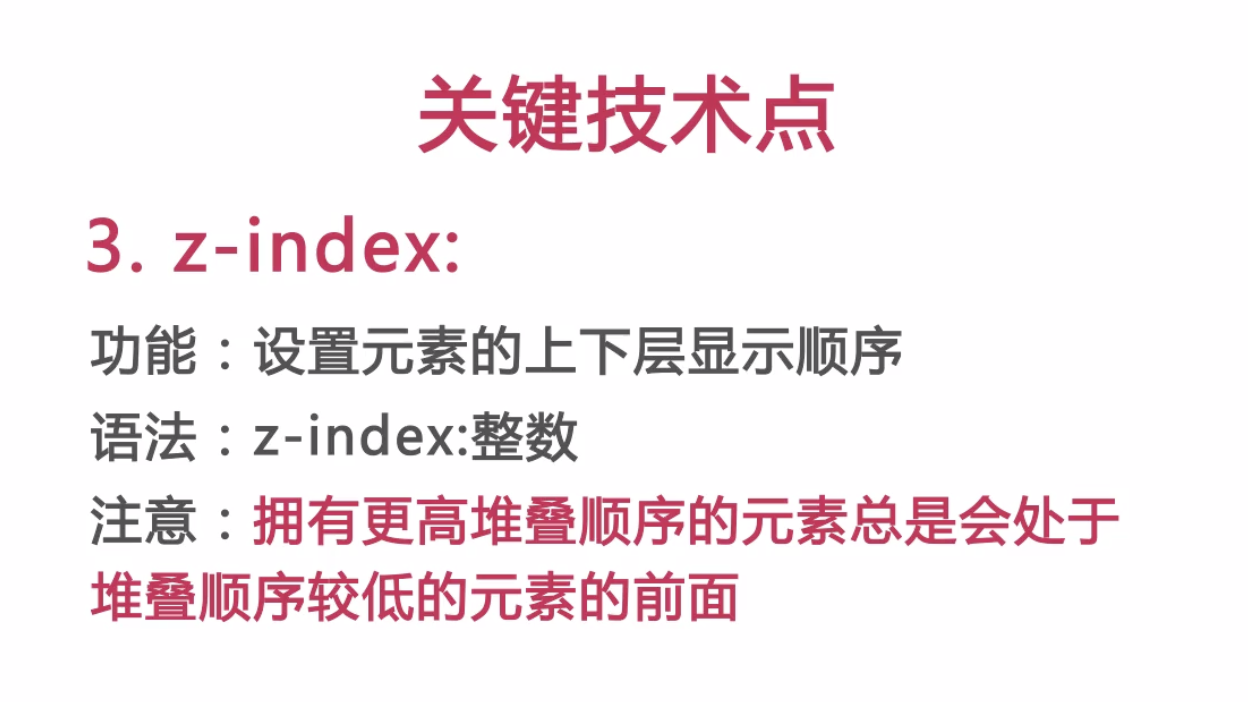 关键技术点
3. z-index:
功能：设置元素的上下层显示顺序
语法：z-index:整数
注意：拥有更高堆叠顺序的元素总是会处于
堆叠顺序较低的元素的前面